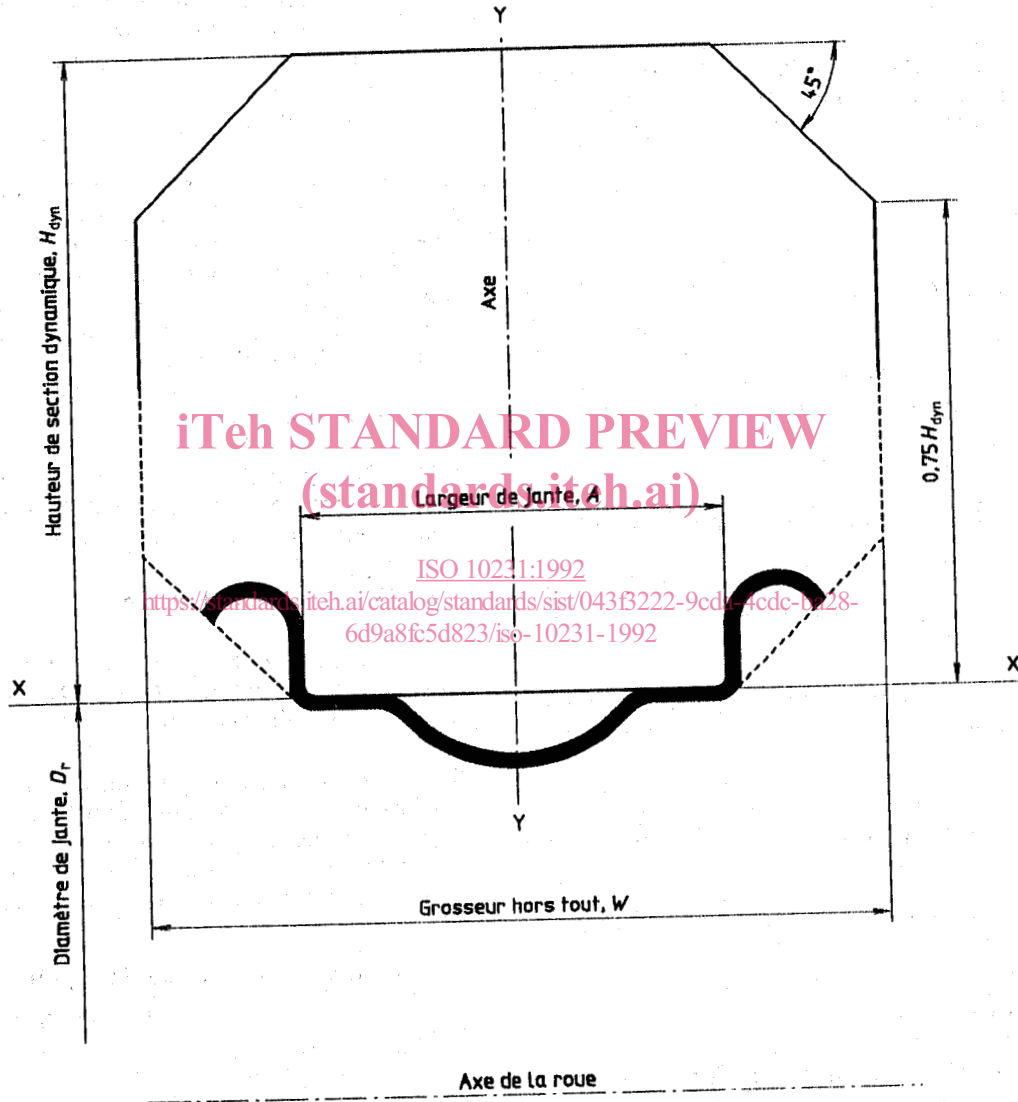 Y
45°
Hauteur de section dynamique, Hdyn
Axe
0,75 Hdyn
iTeh STANDARD PREVIEW
(standards.iteh.ai)
Largeur de jante, A
ISO 10231:1992
https://standards.iteh.ai/catalog/standards/sist/043f3222-9cda-4cdc-ba28-
6d9a8fc5d823/iso-10231-1992
X
X
Y
Diamètre de jante, Dr
Grosseur hors tout, W
Axe de la roue